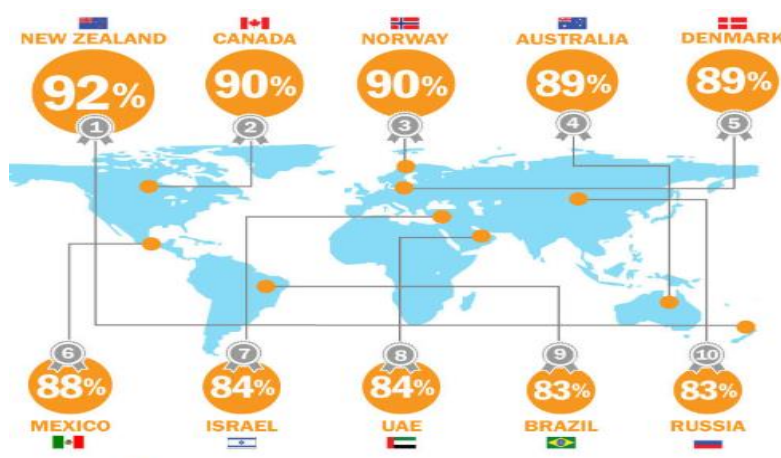 NEW ZEALAND CANADA NORWAY AUSTRALIA DENMARK
92% 90% 90% 89% 89%
1 2 3 4 5
6 7 8 9 10
88% 84% 84% 83% 83%
MEXICO ISRAEL UAE BRAZIL RUSSIA